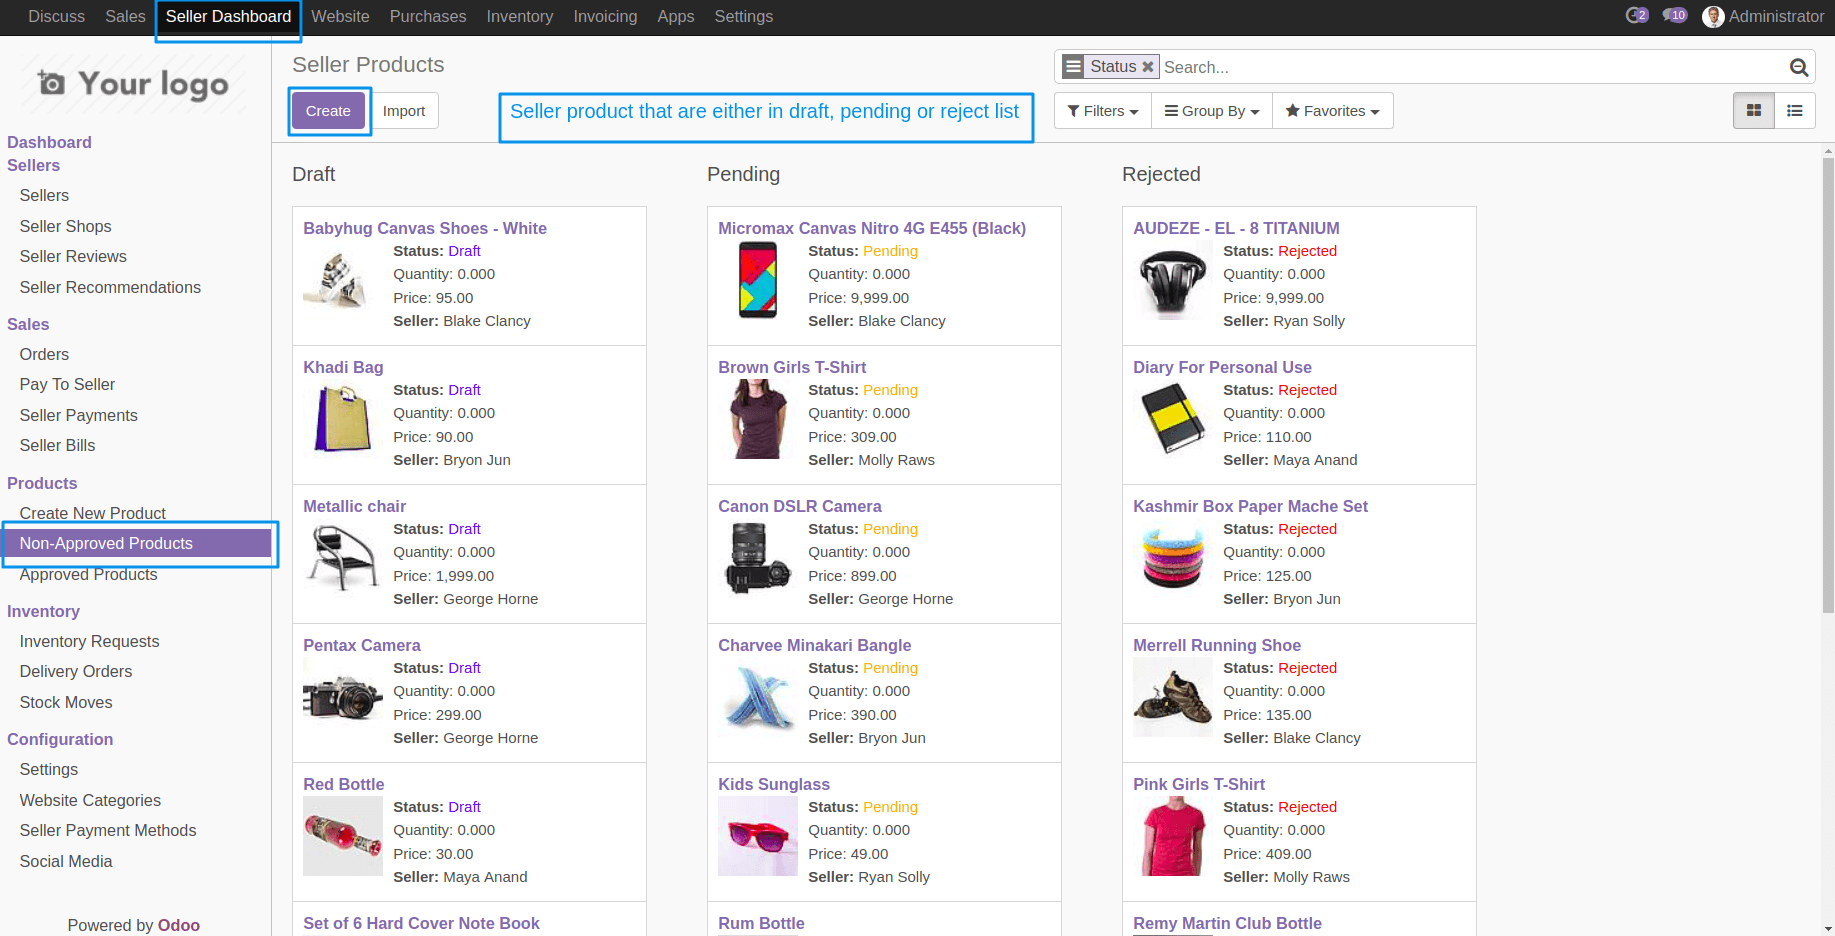 Discuss Sales Seller Dashboard Website Purchases Inventory Invoicing Apps Settings 2 10 Administrator
Your logo
Dashboard
Sellers
Sellers
Seller Shops
Seller Reviews
Seller Recommendations
Sales
Orders
Pay To Seller
Seller Payments
Seller Bills
Products
Create New Product
Non-Approved Products
Approved Products
Inventory
Inventory Requests
Delivery Orders
Stock Moves
Configuration
Settings
Website Categories
Seller Payment Methods
Social Media
Powered by Odoo
Seller Products
Status Search...
Create Import
Seller product that are either in draft, pending or reject list
Filters Group By Favorites
Draft
Babyhug Canvas Shoes - White
Status: Draft
Quantity: 0.000
Price: 95.00
Seller: Blake Clancy
Khadi Bag
Status: Draft
Quantity: 0.000
Price: 90.00
Seller: Bryon Jun
Metallic chair
Status: Draft
Quantity: 0.000
Price: 1,999.00
Seller: George Horne
Pentax Camera
Status: Draft
Quantity: 0.000
Price: 299.00
Seller: George Horne
Red Bottle
Status: Draft
Quantity: 0.000
Price: 30.00
Seller: Maya Anand
Set of 6 Hard Cover Note Book
Pending
Micromax Canvas Nitro 4G E455 (Black)
Status: Pending
Quantity: 0.000
Price: 9,999.00
Seller: Blake Clancy
Brown Girls T-Shirt
Status: Pending
Quantity: 0.000
Price: 309.00
Seller: Molly Raws
Canon DSLR Camera
Status: Pending
Quantity: 0.000
Price: 899.00
Seller: George Horne
Charvee Minakari Bangle
Status: Pending
Quantity: 0.000
Price: 390.00
Seller: Bryon Jun
Kids Sunglass
Status: Pending
Quantity: 0.000
Price: 49.00
Seller: Ryan Solly
Rum Bottle
Rejected
AUDEZE - EL - 8 TITANIUM
Status: Rejected
Quantity: 0.000
Price: 9,999.00
Seller: Ryan Solly
Diary For Personal Use
Status: Rejected
Quantity: 0.000
Price: 110.00
Seller: Maya Anand
Kashmir Box Paper Mache Set
Status: Rejected
Quantity: 0.000
Price: 125.00
Seller: Bryon Jun
Merrell Running Shoe
Status: Rejected
Quantity: 0.000
Price: 135.00
Seller: Blake Clancy
Pink Girls T-Shirt
Status: Rejected
Quantity: 0.000
Price: 409.00
Seller: Molly Raws
Remy Martin Club Bottle